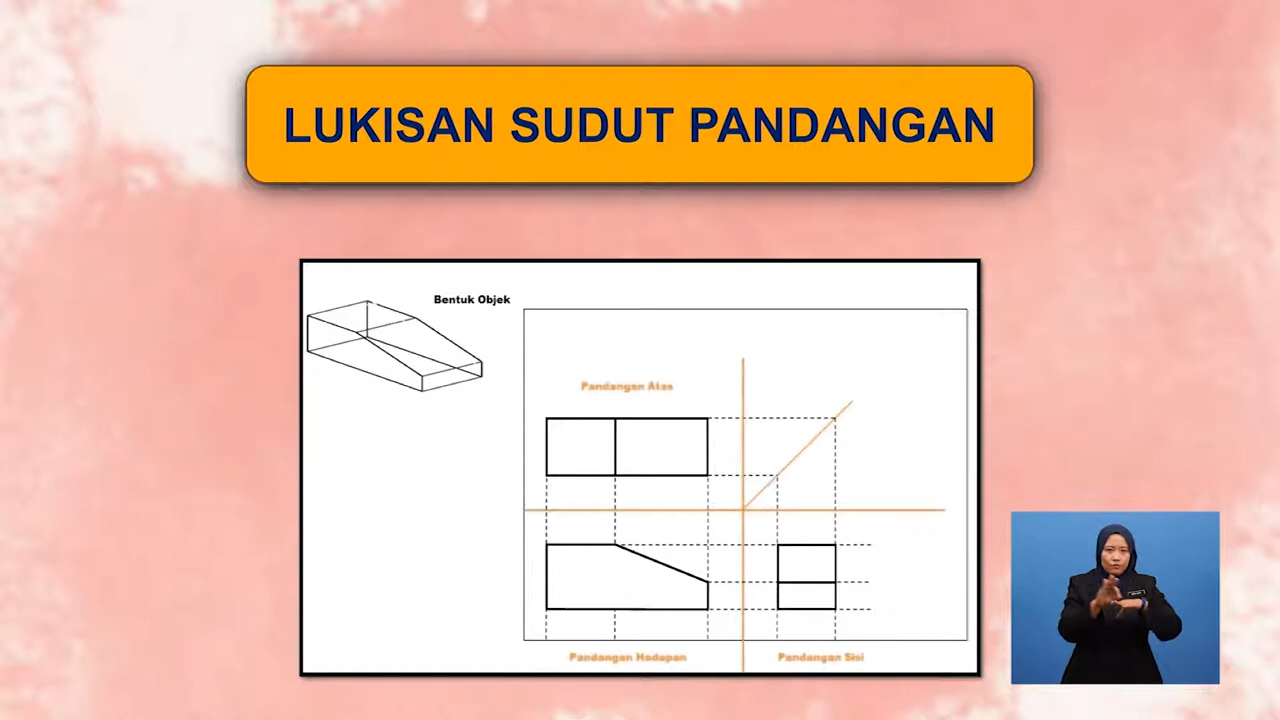 LUKISAN SUDUT PANDANGAN
Bentuk Objek
Pandangan Atas
Pandangan Hadapan
Pandangan Sisi